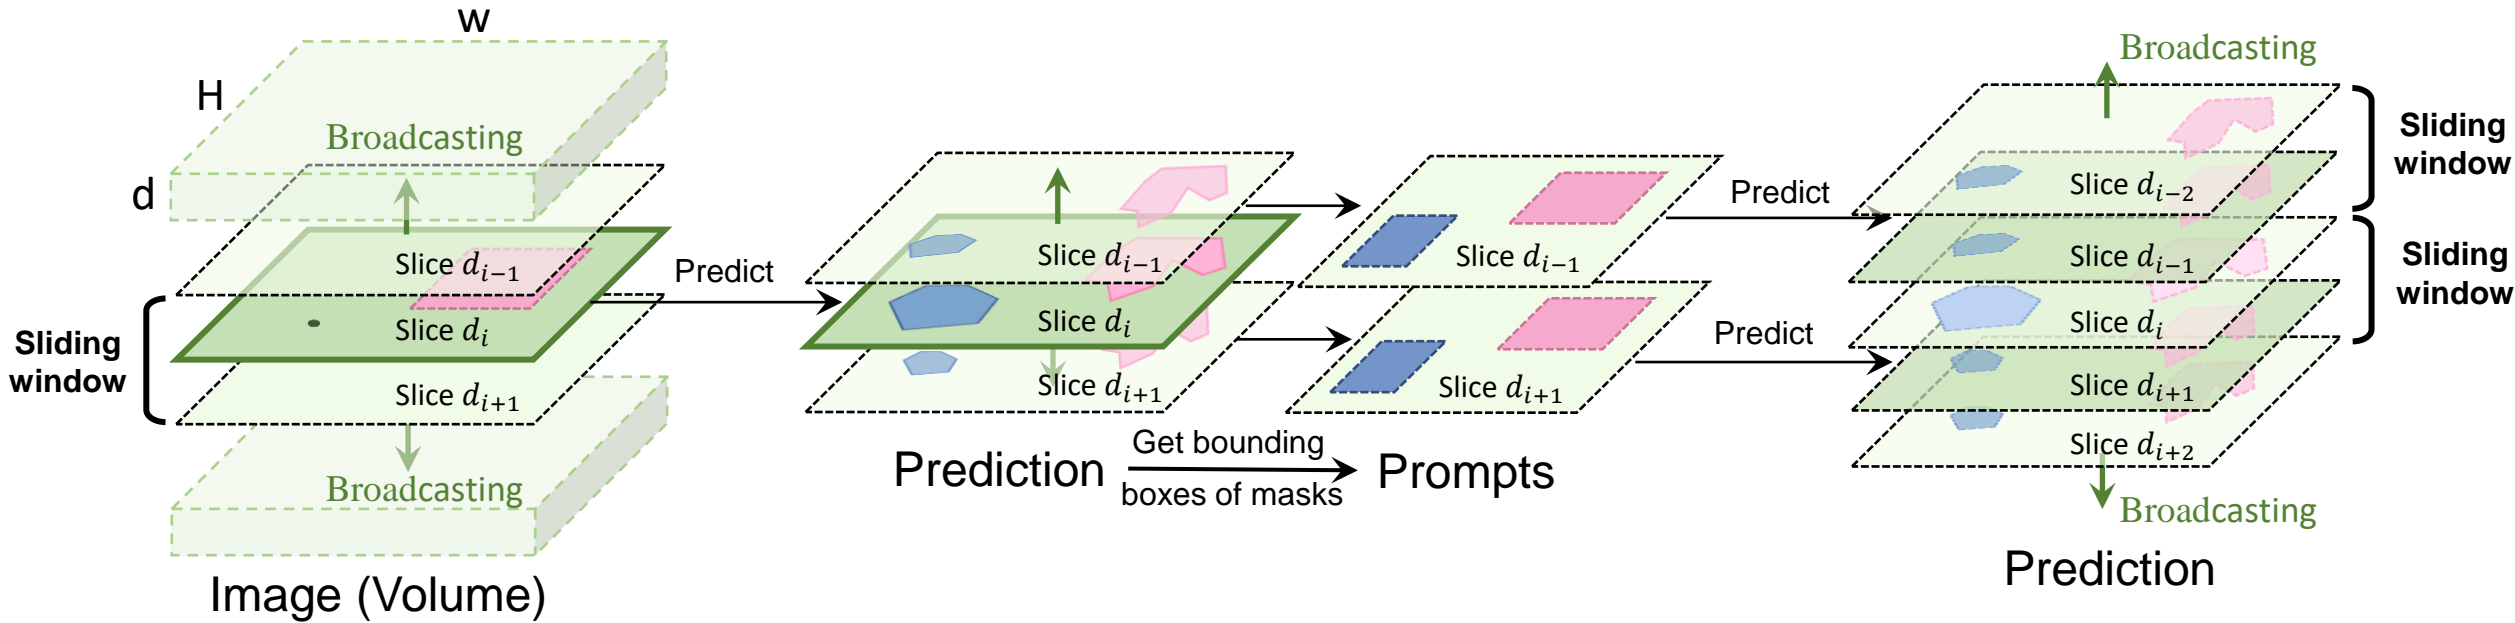 W
H
d
Broadcasting
Slice d_{i−1}
Slice d_i
Slice d_{i+1}
Sliding
window
Broadcasting
Image (Volume)
Predict
Slice d_{i−1}
Slice d_i
Slice d_{i+1}
Prediction
Get bounding
boxes of masks
Prompts
Slice d_{i−1}
Slice d_{i+1}
Predict
Predict
Broadcasting
Slice d_{i−2}
Slice d_{i−1}
Slice d_i
Slice d_{i+1}
Slice d_{i+2}
Sliding
window
Sliding
window
Broadcasting
Prediction